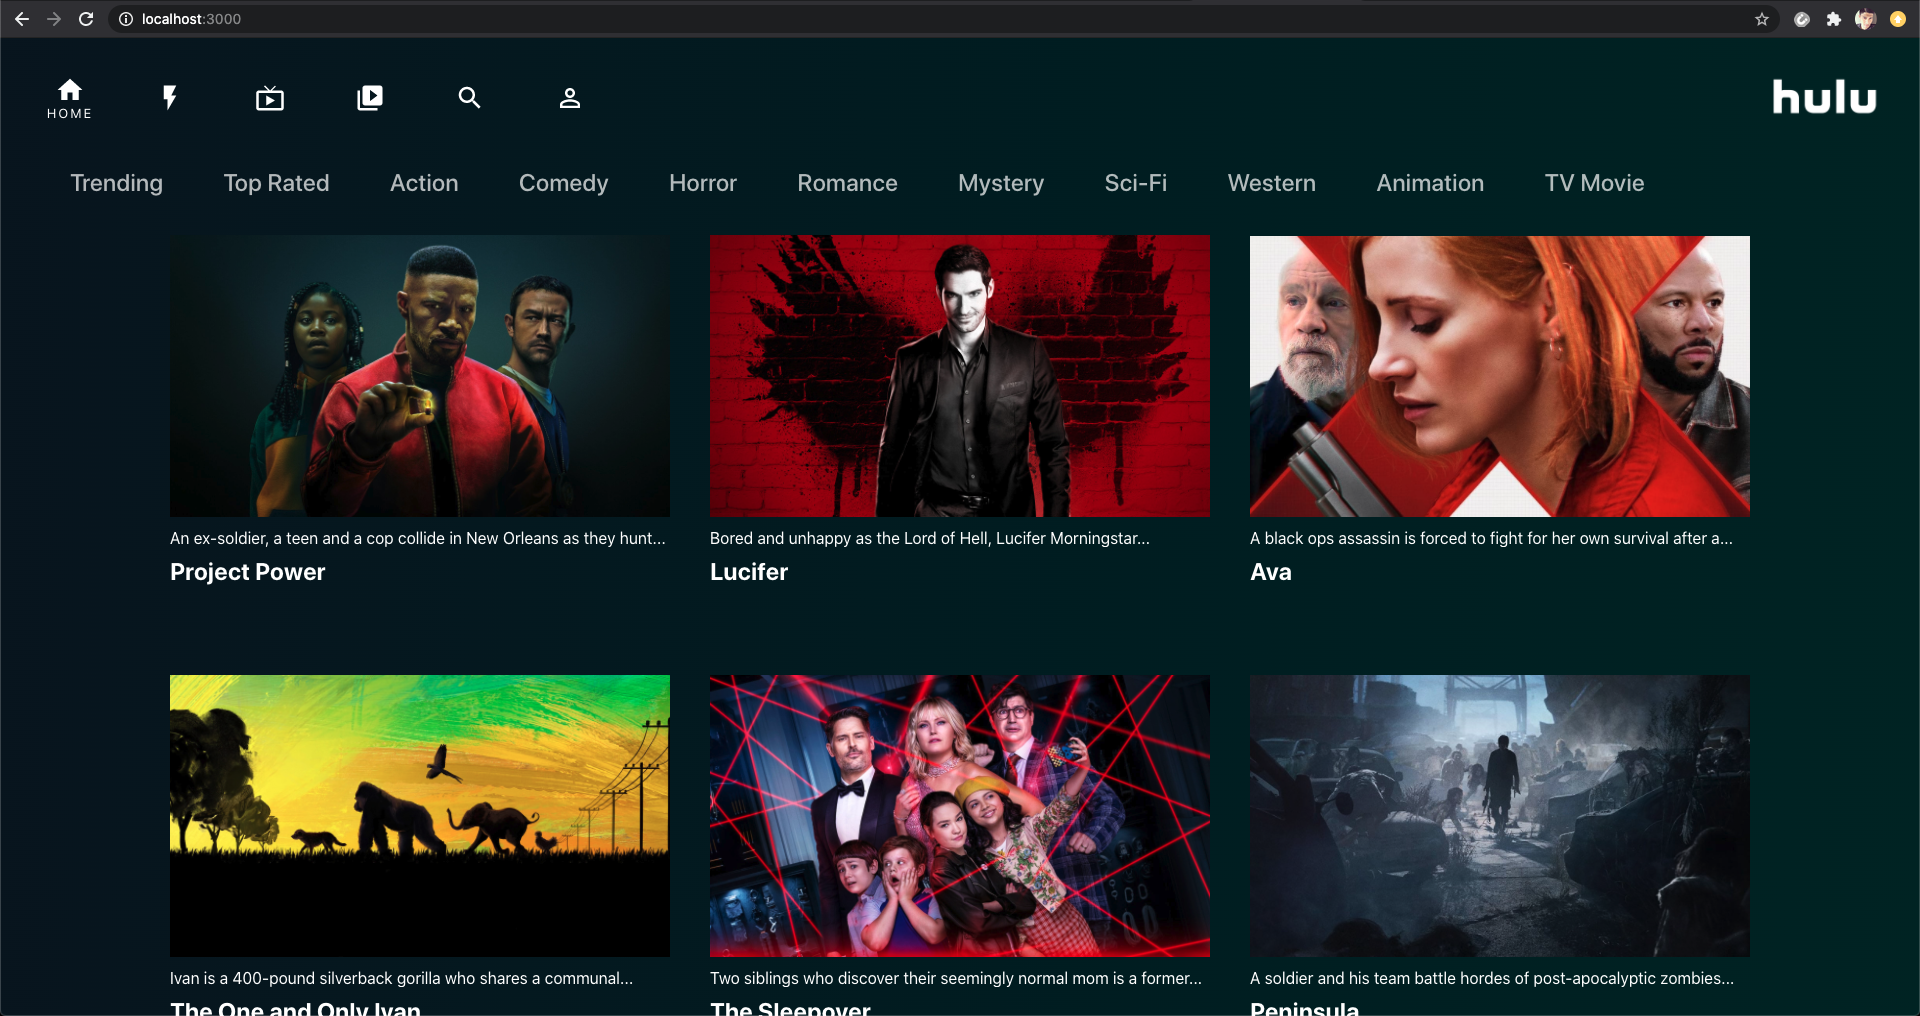 localhost:3000
HOME
hulu
Trending Top Rated Action Comedy Horror Romance Mystery Sci-Fi Western Animation TV Movie
An ex-soldier, a teen and a cop collide in New Orleans as they hunt...
Project Power
Bored and unhappy as the Lord of Hell, Lucifer Morningstar...
Lucifer
A black ops assassin is forced to fight for her own survival after a...
Ava
Ivan is a 400-pound silverback gorilla who shares a communal...
The One and Only Ivan
Two siblings who discover their seemingly normal mom is a former...
The Sleepover
A soldier and his team battle hordes of post-apocalyptic zombies...
Peninsula